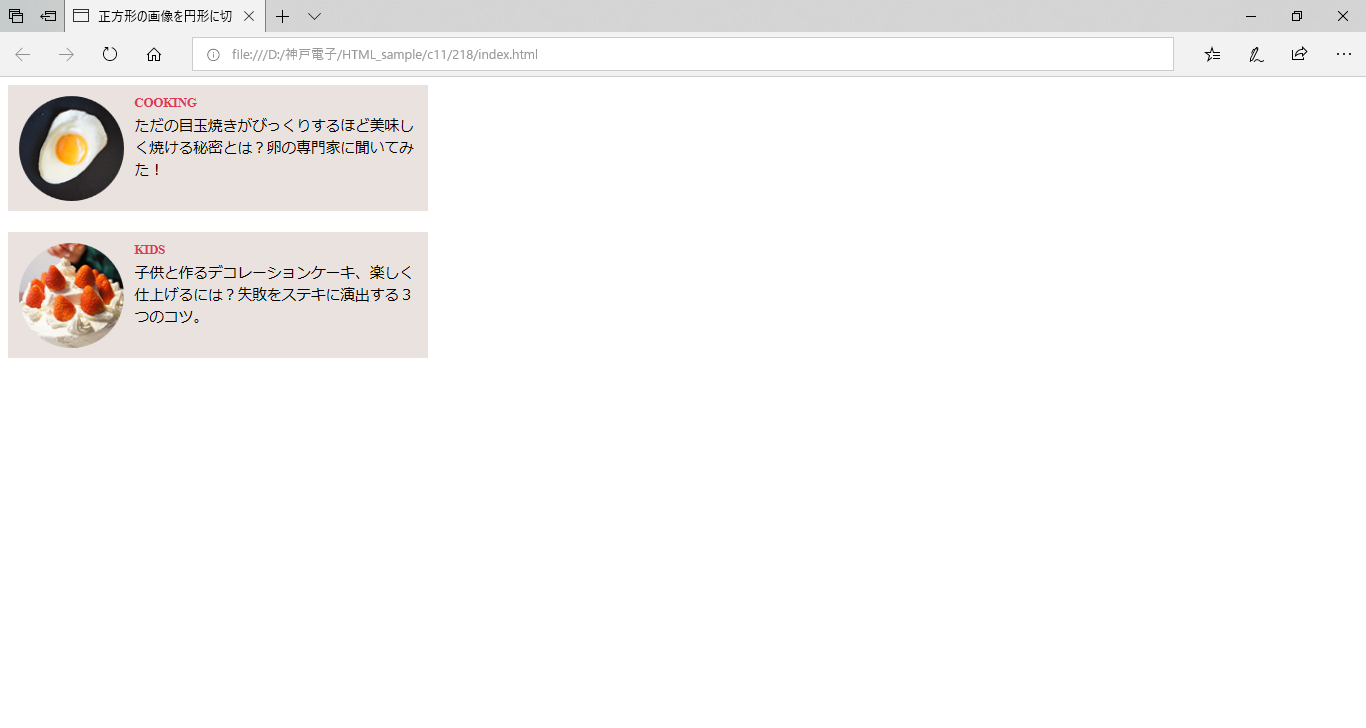 正方形の画像を円形に切
file:///D:/神戸電子/HTML_sample/c11/218/index.html
COOKING
ただの目玉焼きがびっくりするほど美味し
く焼ける秘密とは？卵の専門家に聞いてみ
た！
KIDS
子供と作るデコレーションケーキ、楽しく
仕上げるには？失敗をステキに演出する３
つのコツ。